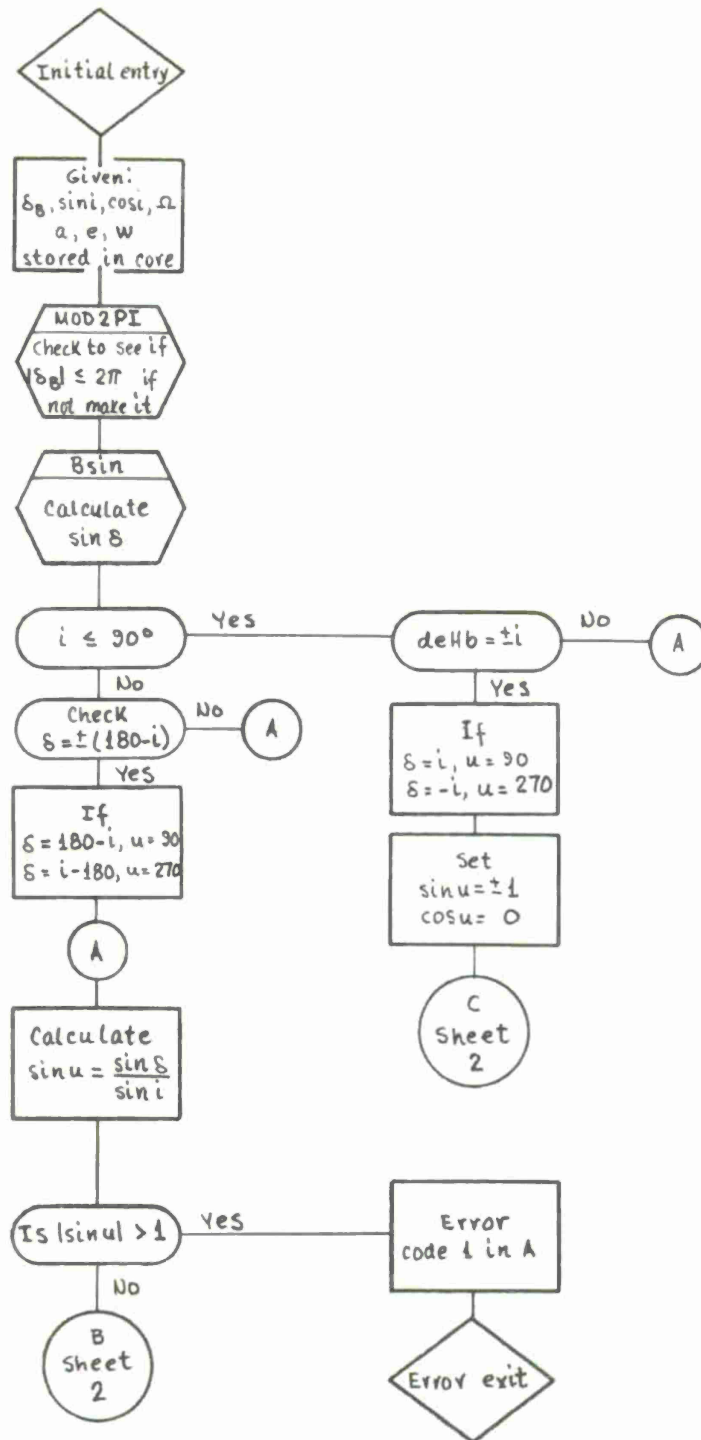 Initial entry
Given:
δB, sini, cosi, Ω
a, e, w
stored in core
MOD2PI
Check to see if
|δB| ≤ 2π if
not make it
Bsin
Calculate
sin δ
i ≤ 90°
Yes
deHb = ±i
No
A
No
Check
δ = ±(180-i)
No
A
Yes
If
δ = 180-i, u = 90
δ = i-180, u = 270
Yes
If
δ = i, u = 90
δ = -i, u = 270
Set
sinu = ±1
cosu = 0
C
Sheet
2
A
Calculate
sinu = sin δ
sin i
Is |sinu| > 1
Yes
Error
code 1 in A
Error exit
No
B
Sheet
2